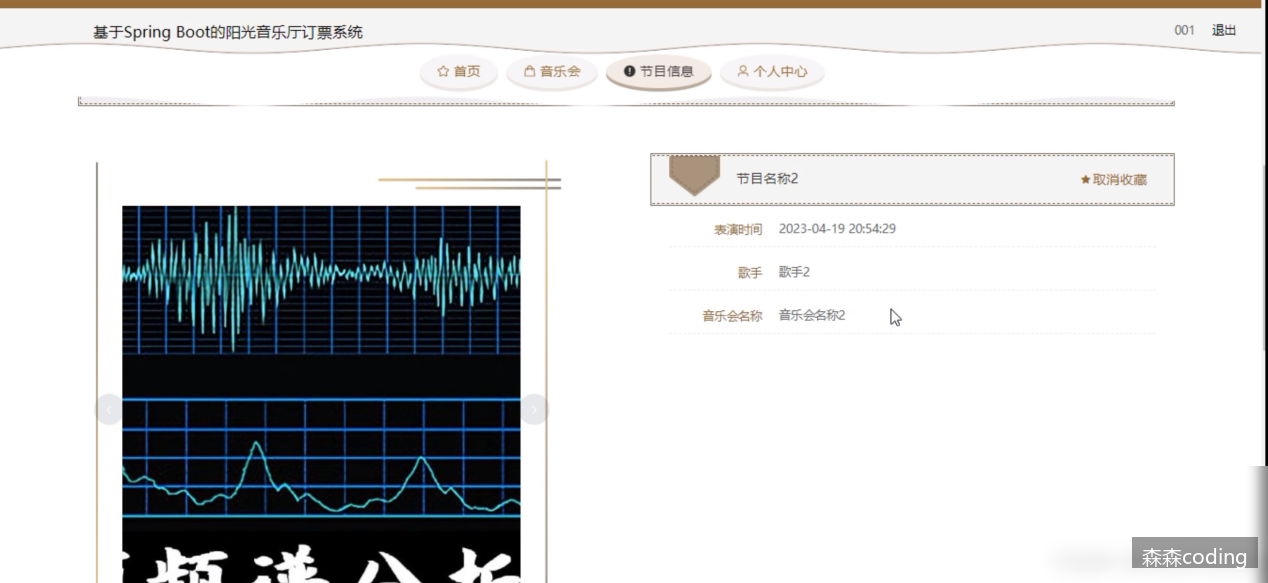 基于Spring Boot的阳光音乐厅订票系统
001 退出
首页 音乐会 节目信息 个人中心
节目名称2
取消收藏
表演时间 2023-04-19 20:54:29
歌手 歌手2
音乐会名称 音乐会名称2
频谱分析
森森coding